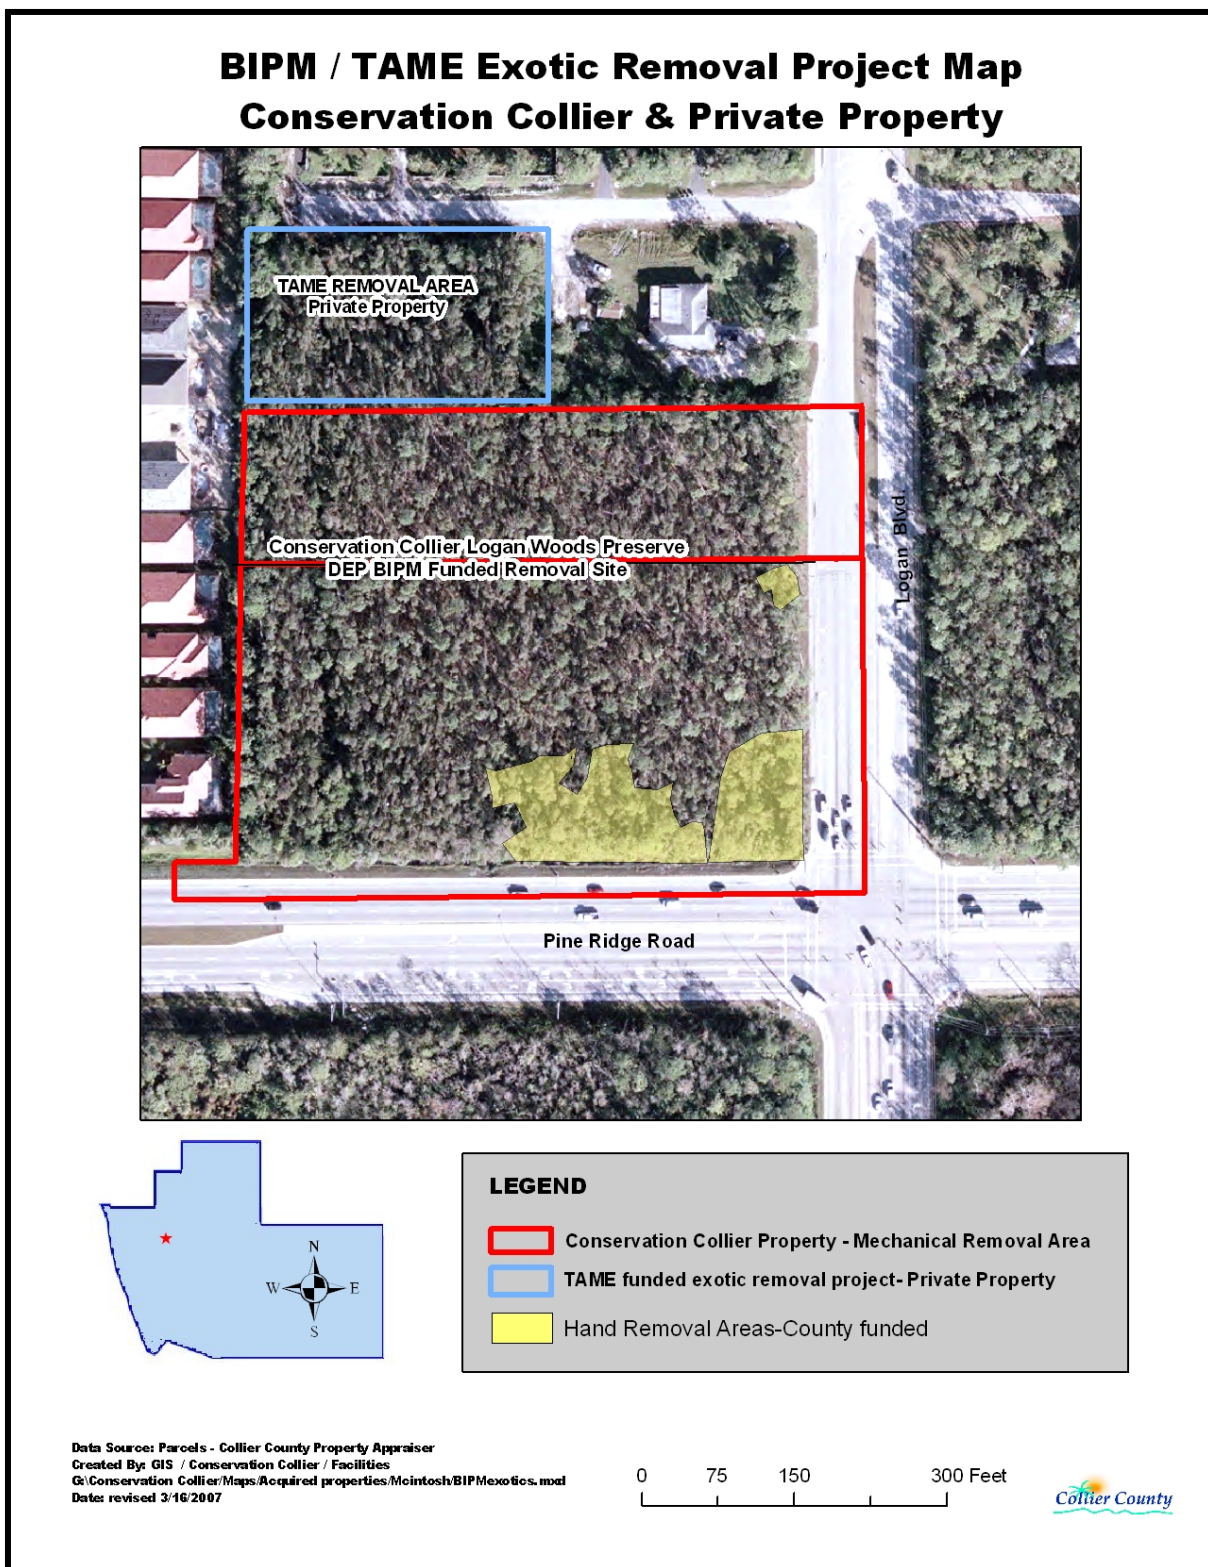 BIPM / TAME Exotic Removal Project Map
Conservation Collier & Private Property
TAME REMOVAL AREA
Private Property
Conservation Collier Logan Woods Preserve
DEP BIPM Funded Removal Site
Logan Blvd.
Pine Ridge Road
N
W
E
S
LEGEND
Conservation Collier Property - Mechanical Removal Area
TAME funded exotic removal project- Private Property
Hand Removal Areas-County funded
Data Source: Parcels - Collier County Property Appraiser
Created By: GIS / Conservation Collier / Facilities
G:\Conservation Collier/Maps/Acquired properties/Mcintosh/BIPMexotics.mxd
Date: revised 3/16/2007
0 75 150 300 Feet
Collier County